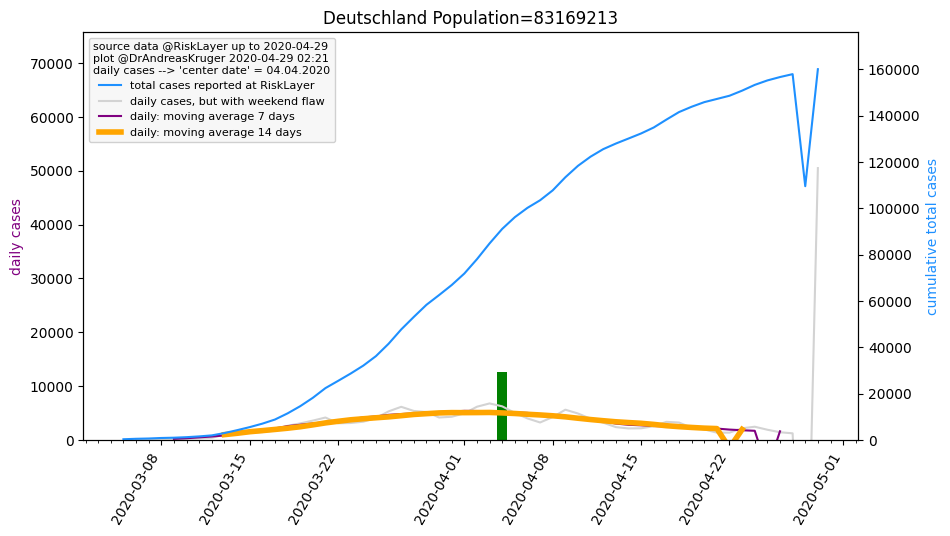 Deutschland Population=83169213
source data @RiskLayer up to 2020-04-29
plot @DrAndreasKruger 2020-04-29 02:21
daily cases --> 'center date' = 04.04.2020
total cases reported at RiskLayer
daily cases, but with weekend flaw
daily: moving average 7 days
daily: moving average 14 days
daily cases
70000
60000
50000
40000
30000
20000
10000
0
cumulative total cases
160000
140000
120000
100000
80000
60000
40000
20000
0
2020-03-08
2020-03-15
2020-03-22
2020-04-01
2020-04-08
2020-04-15
2020-04-22
2020-05-01